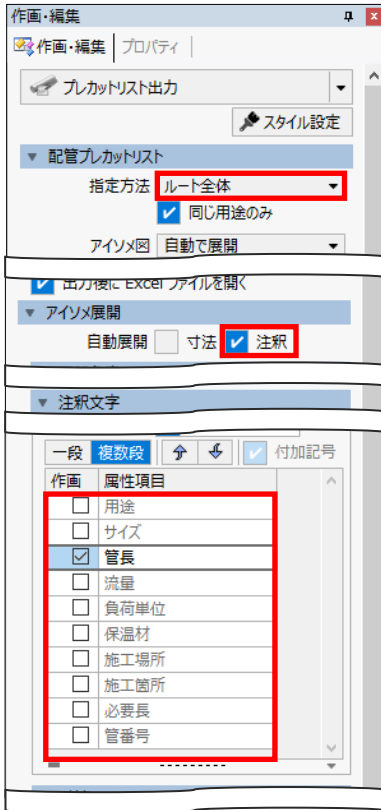 作画・編集
作画・編集 プロパティ
プレカットリスト出力
スタイル設定
配管プレカットリスト
指定方法 ルート全体
同じ用途のみ
アイソメ図 自動で展開
出力後に Excel ファイルを開く
アイソメ展開
自動展開 寸法 注釈
注釈文字
一段 複数段 付加記号
作画 属性項目
用途
サイズ
管長
流量
負荷単位
保温材
施工場所
施工箇所
必要長
管番号